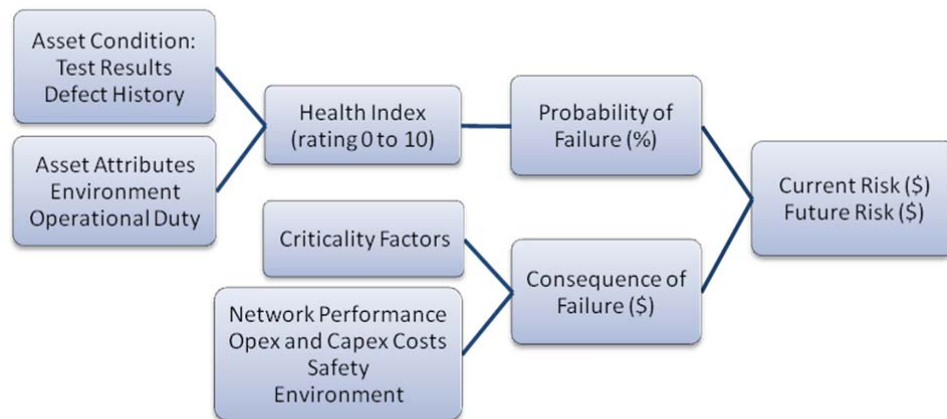 Asset Condition:
Test Results
Defect History
Asset Attributes
Environment
Operational Duty
Health Index
(rating 0 to 10)
Probability of
Failure (%)
Criticality Factors
Network Performance
Opex and Capex Costs
Safety
Environment
Consequence of
Failure ($)
Current Risk ($)
Future Risk ($)